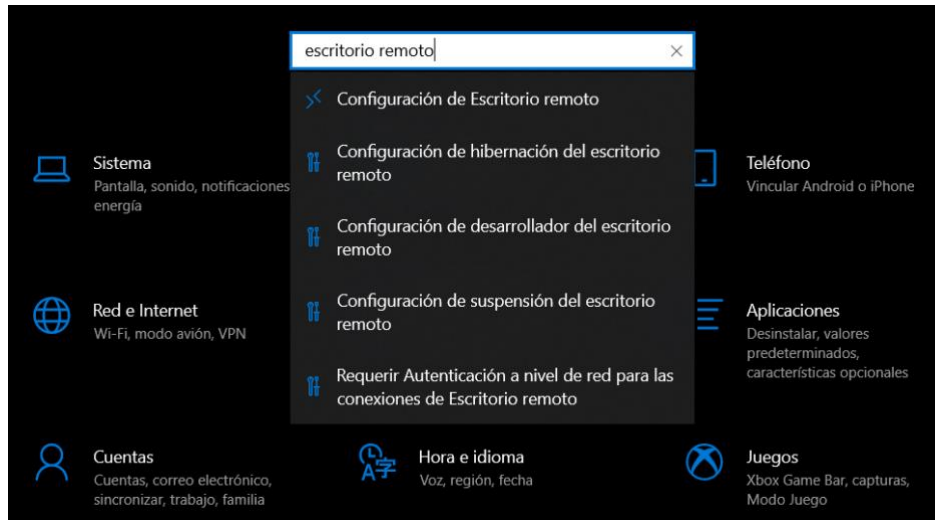 escritorio remoto
Configuración de Escritorio remoto
Configuración de hibernación del escritorio
remoto
Configuración de desarrollador del escritorio
remoto
Configuración de suspensión del escritorio
remoto
Requerir Autenticación a nivel de red para las
conexiones de Escritorio remoto
Sistema
Pantalla, sonido, notificaciones
energía
Teléfono
Vincular Android o iPhone
Red e Internet
Wi-Fi, modo avión, VPN
Aplicaciones
Desinstalar, valores
predeterminados,
características opcionales
Cuentas
Cuentas, correo electrónico,
sincronizar, trabajo, familia
Hora e idioma
Voz, región, fecha
Juegos
Xbox Game Bar, capturas,
Modo Juego